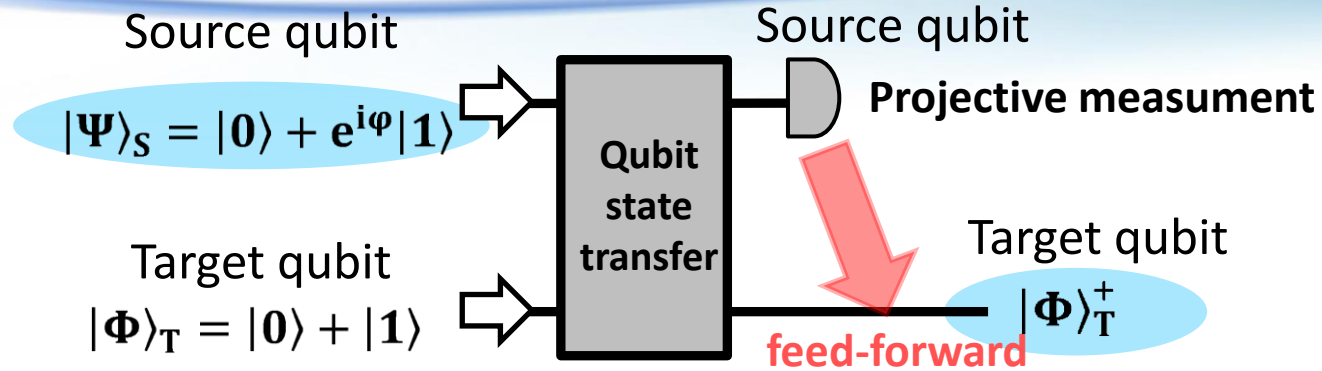 Source qubit
|Ψ⟩S = |0⟩ + e^iφ|1⟩
Target qubit
|Φ⟩T = |0⟩ + |1⟩
Qubit
state
transfer
Source qubit
Projective measument
feed-forward
Target qubit
|Φ⟩T^+